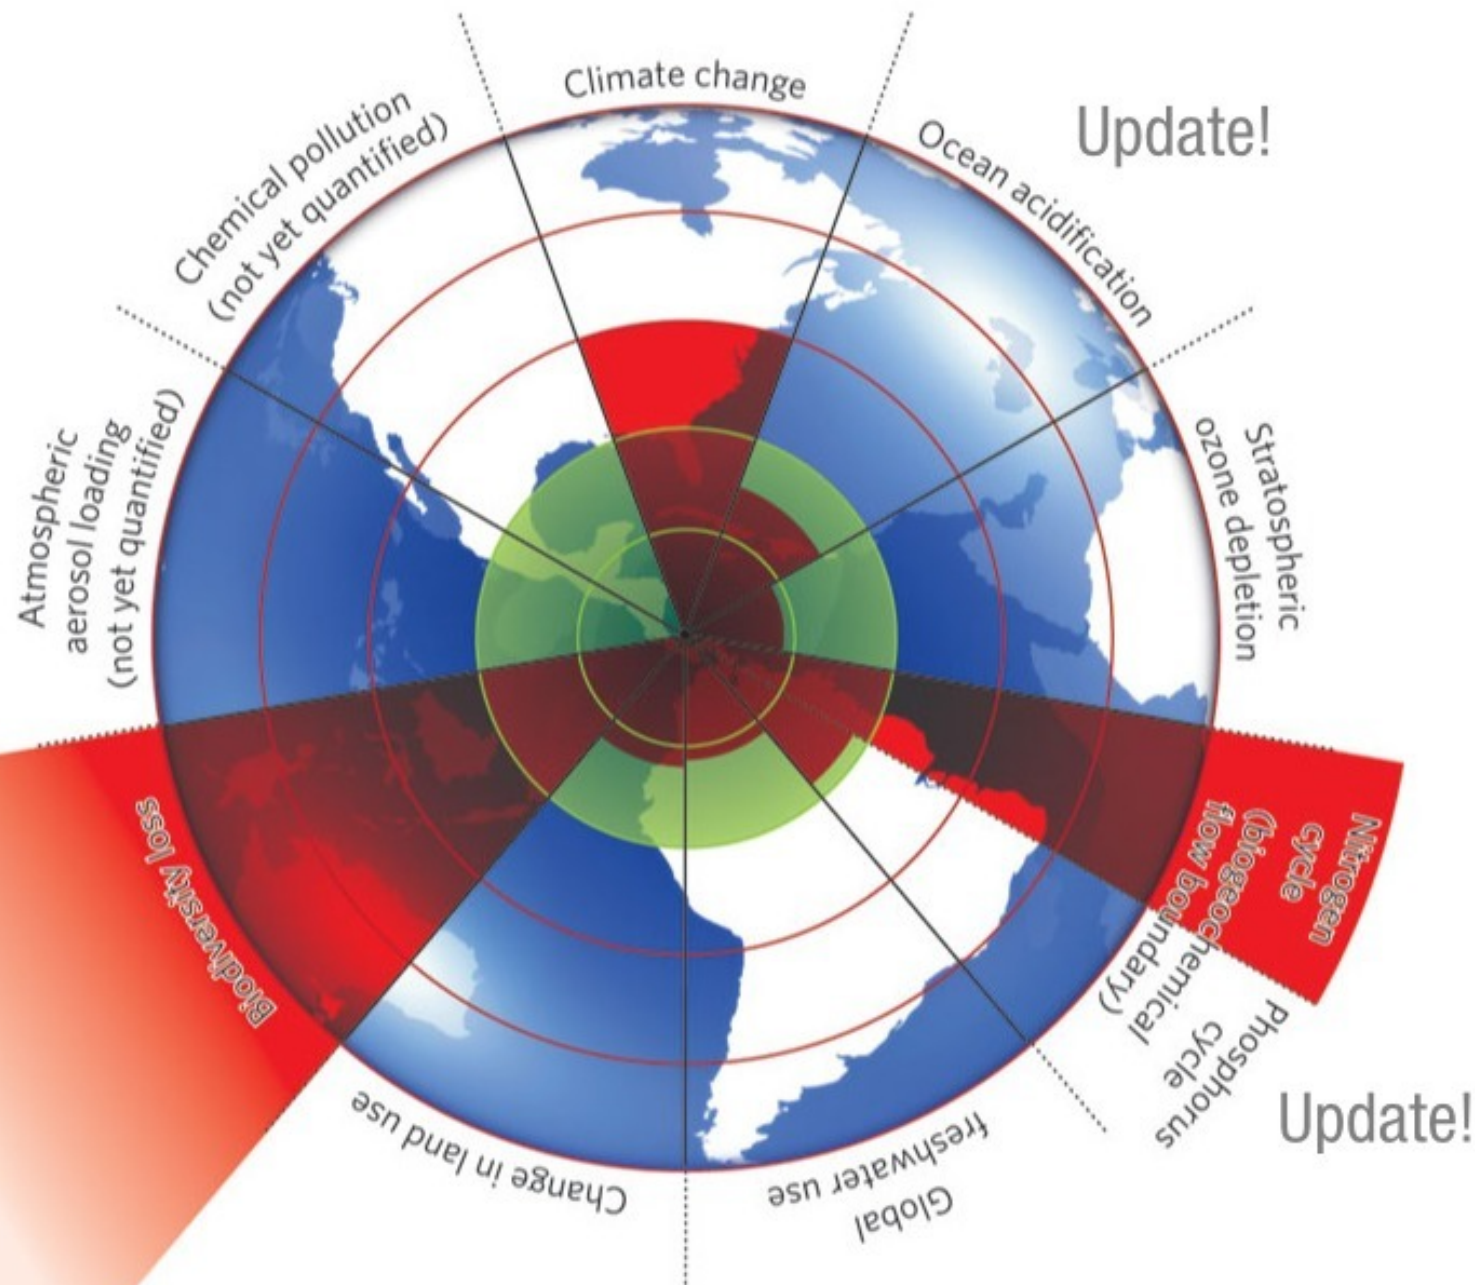 Climate change
Update!
Ocean acidification
Stratospheric
ozone depletion
Nitrogen
cycle
(biogeochemical
flow boundary)
Phosphorus
cycle
Update!
Global
freshwater use
Change in land use
Biodiversity loss
Atmospheric
aerosol loading
(not yet quantified)
Chemical pollution
(not yet quantified)